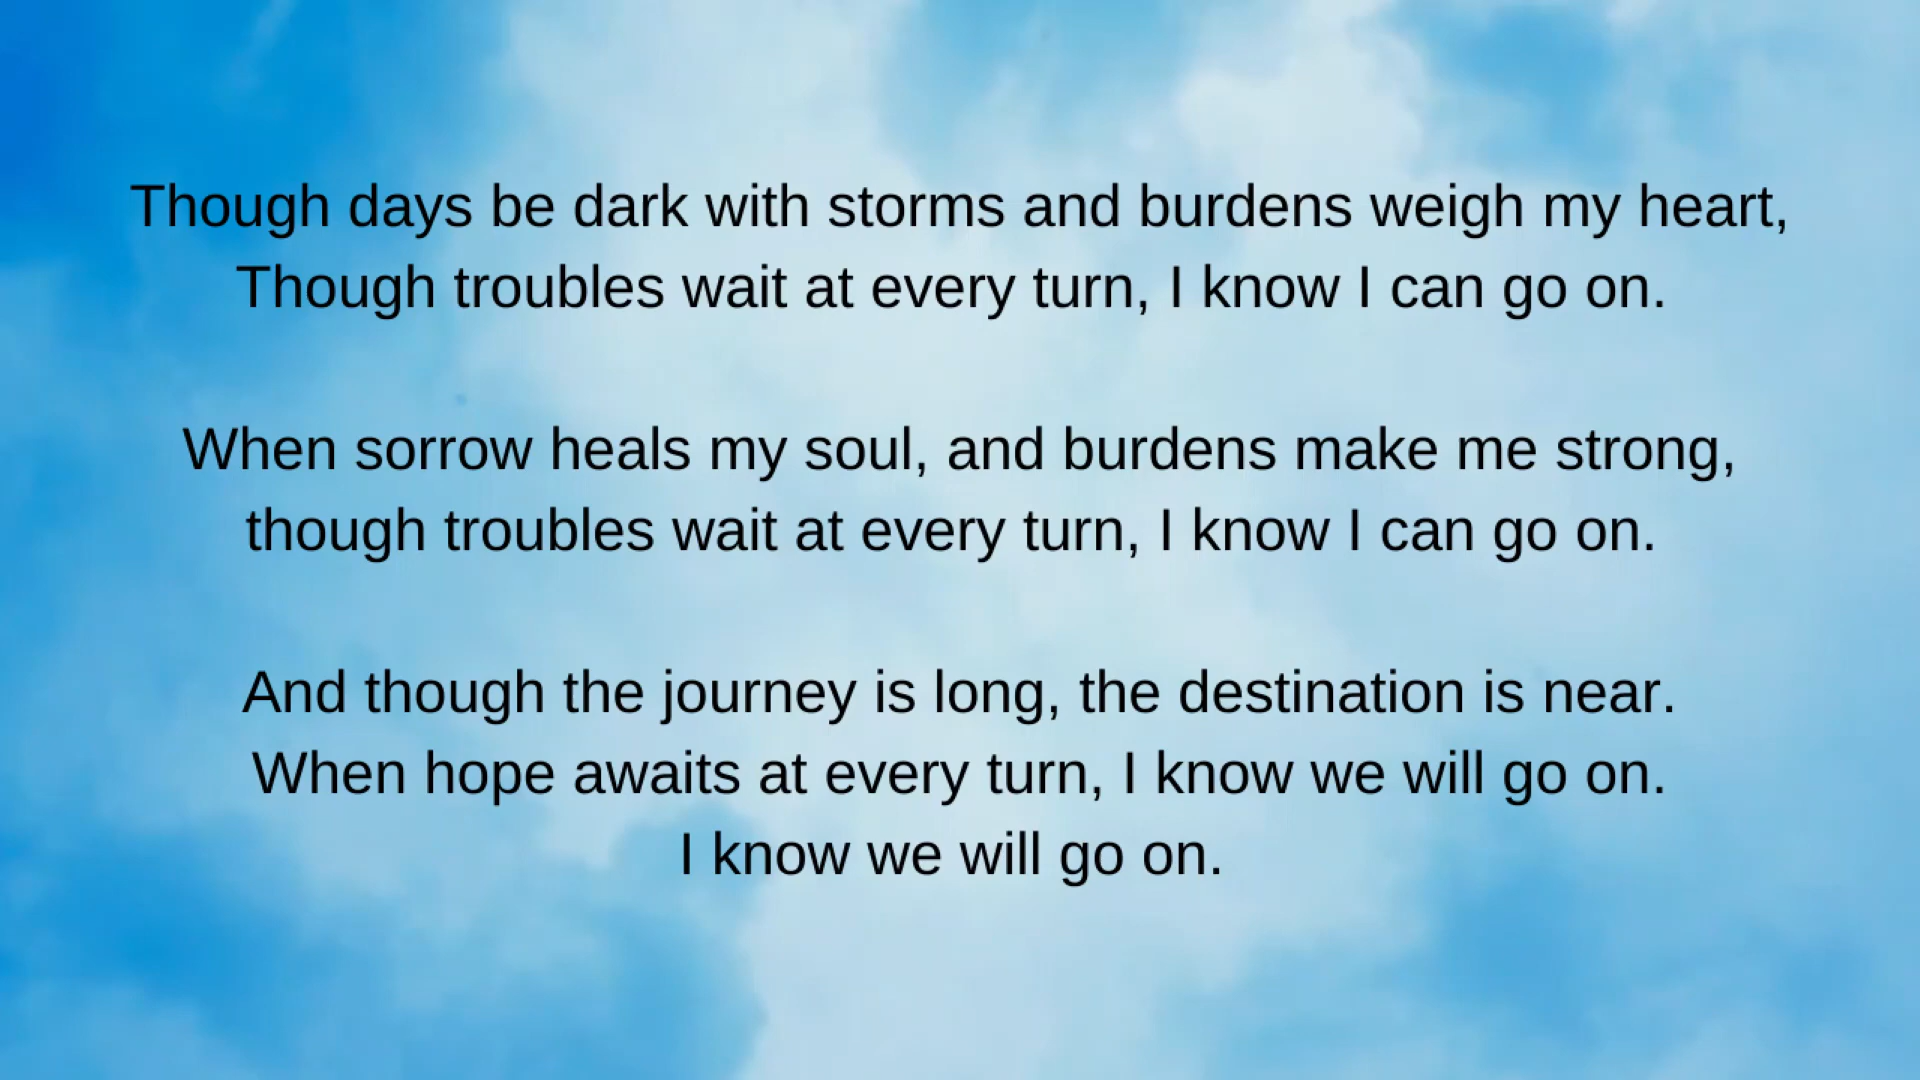 Though days be dark with storms and burdens weigh my heart,
Though troubles wait at every turn, I know I can go on.
When sorrow heals my soul, and burdens make me strong,
though troubles wait at every turn, I know I can go on.
And though the journey is long, the destination is near.
When hope awaits at every turn, I know we will go on.
I know we will go on.